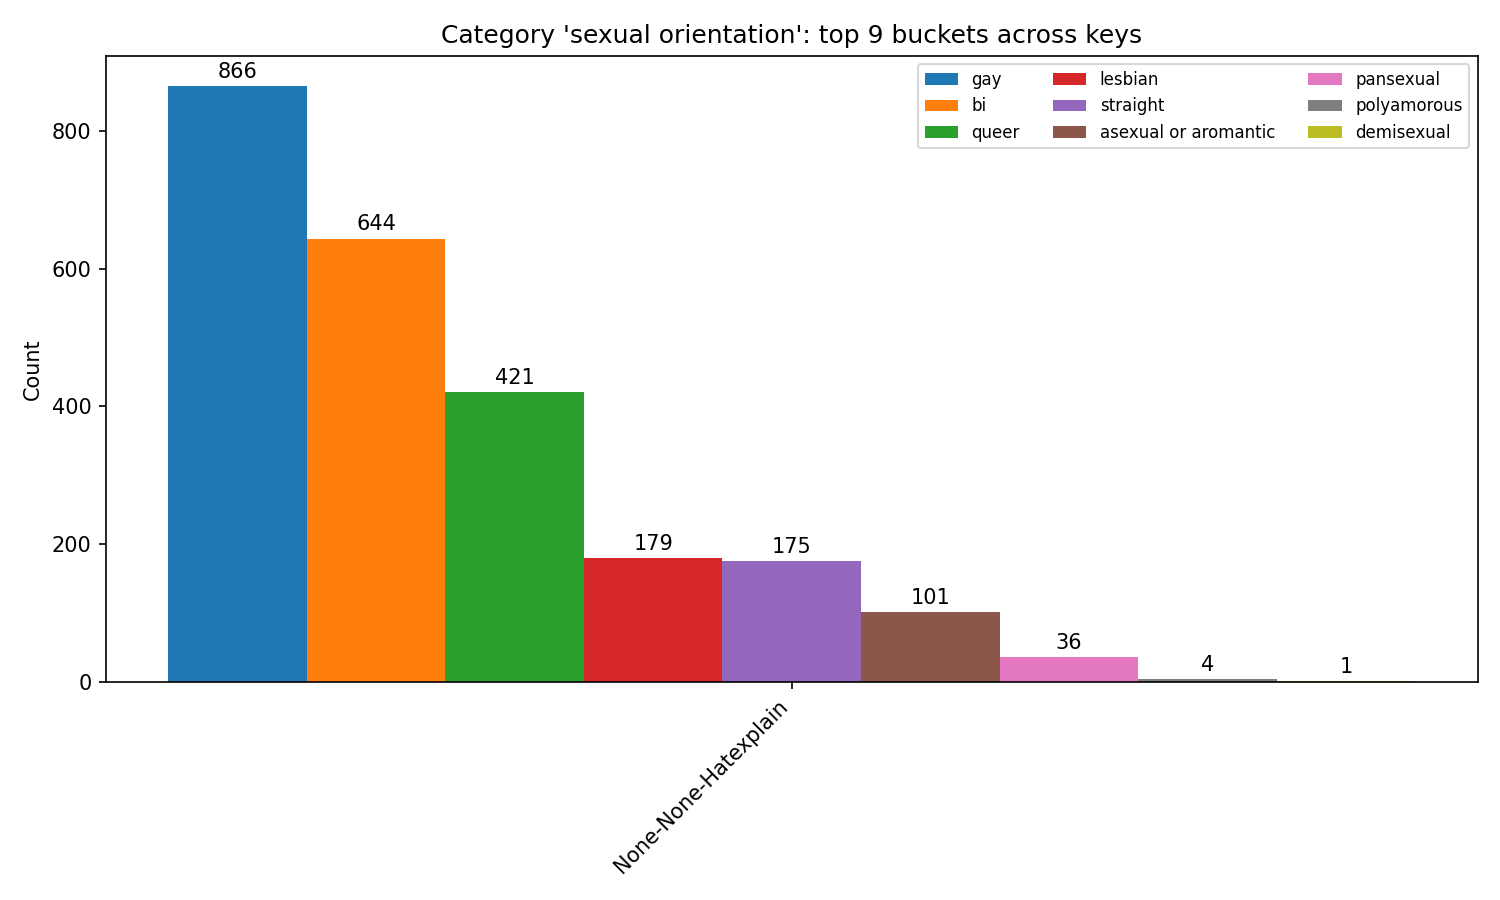 Category 'sexual orientation': top 9 buckets across keys
866
644
421
179
175
101
36
4
1
gay
bi
queer
lesbian
straight
asexual or aromantic
pansexual
polyamorous
demisexual
Count
800
600
400
200
0
None-None-Hatexplain